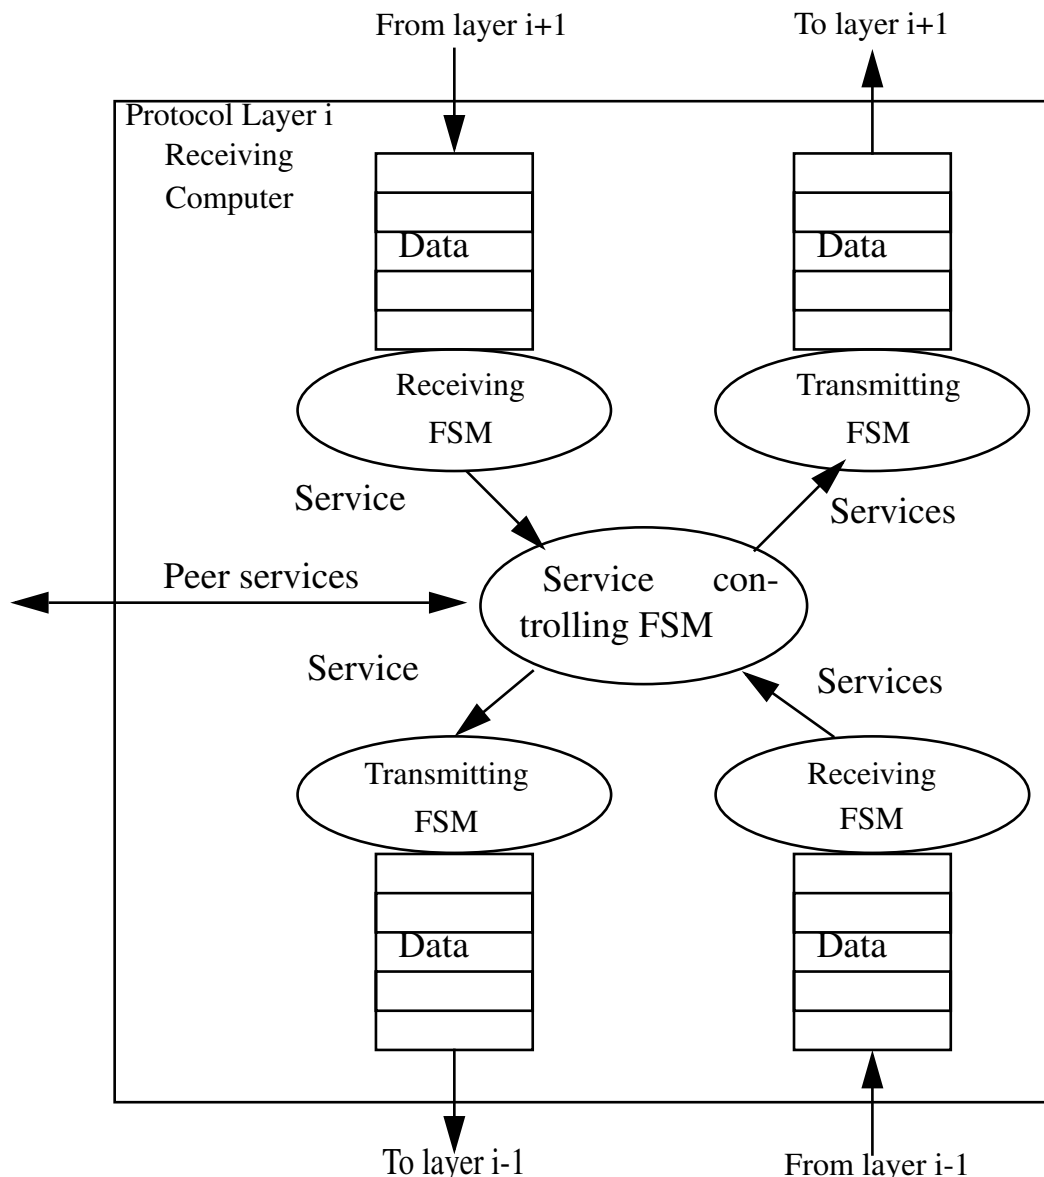 From layer i+1
To layer i+1
Protocol Layer i
Receiving
Computer
Data
Data
Receiving
FSM
Transmitting
FSM
Service
Services
Peer services
Service con-
trolling FSM
Service
Services
Transmitting
FSM
Receiving
FSM
Data
Data
To layer i-1
From layer i-1